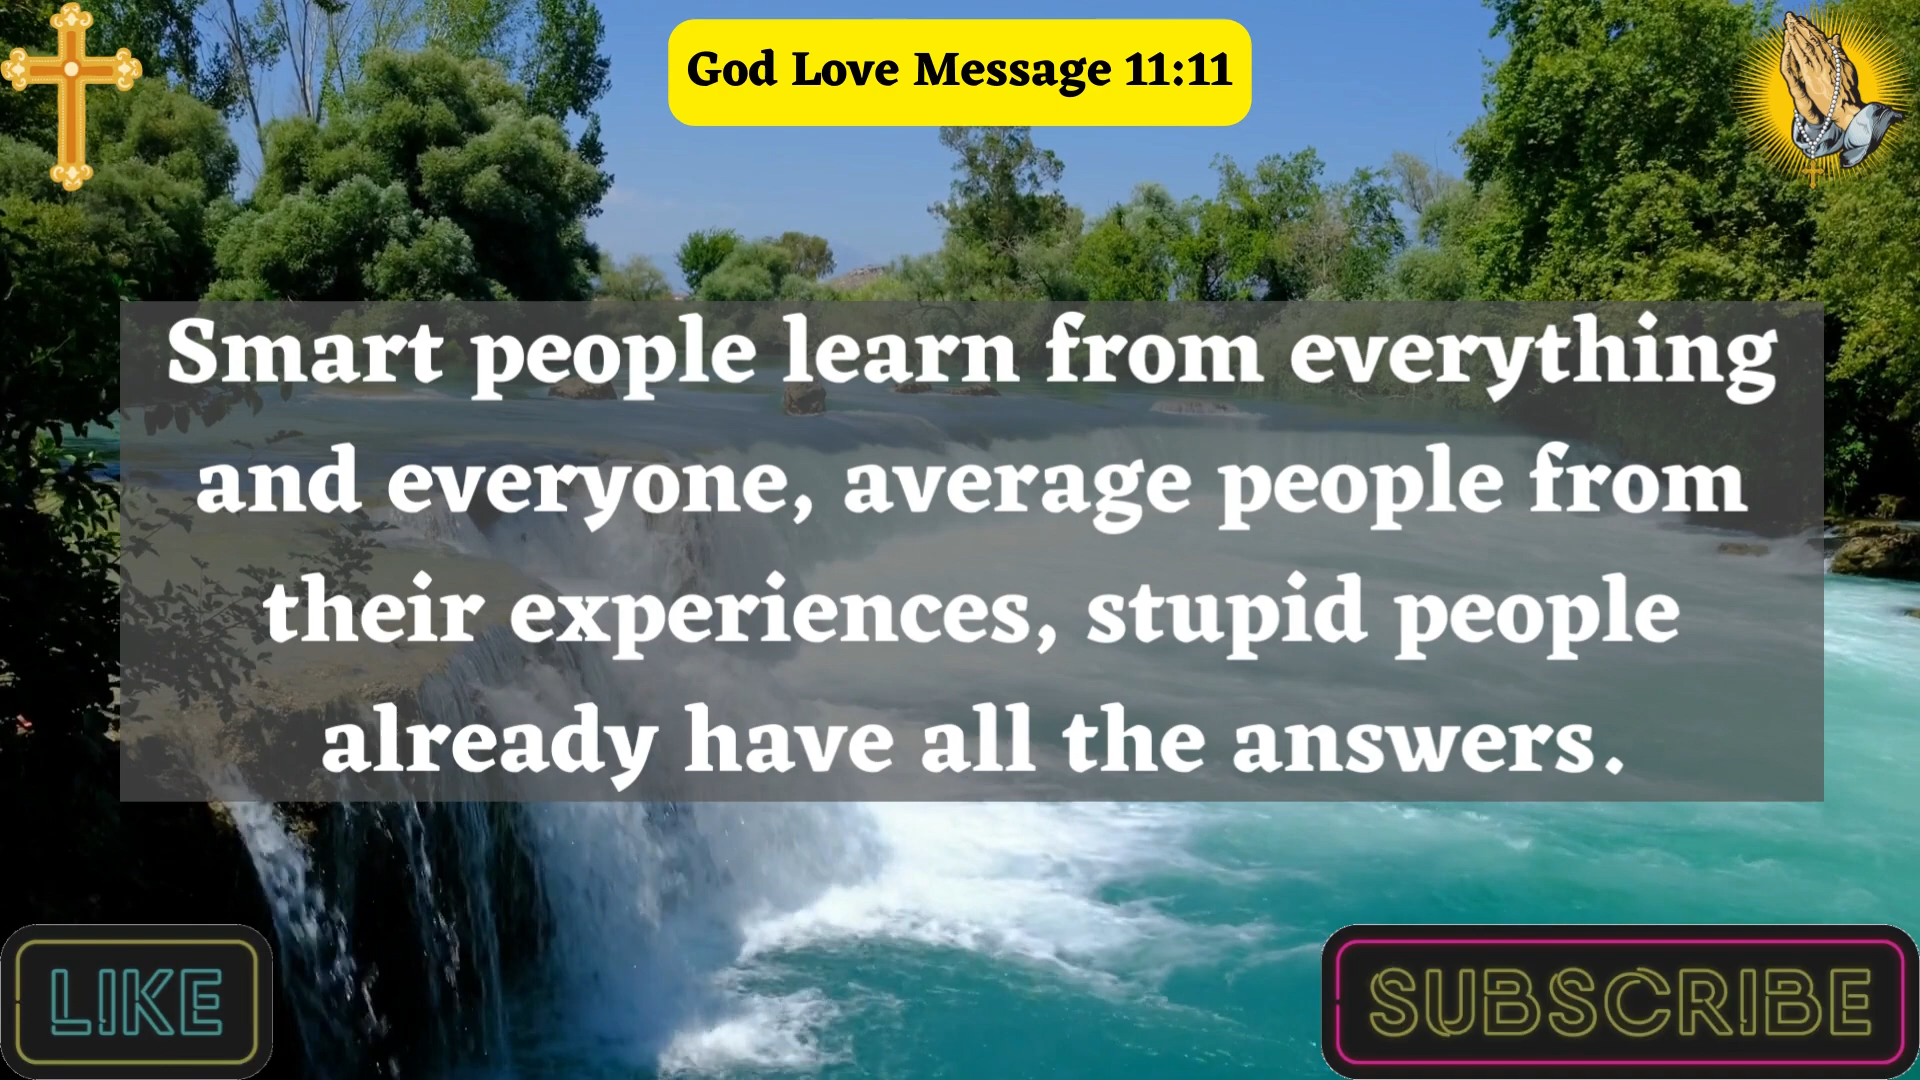 God Love Message 11:11
Smart people learn from everything
and everyone, average people from
their experiences, stupid people
already have all the answers.
LIKE
SUBSCRIBE